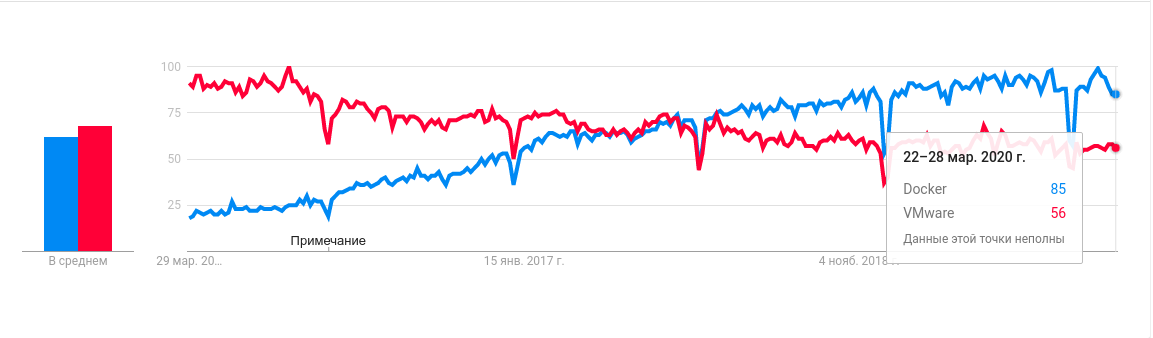 100
75
50
25
Примечание
В среднем
29 мар. 20...
15 янв. 2017 г.
4 нояб. 2018
22–28 мар. 2020 г.
Docker 85
VMware 56
Данные этой точки неполны